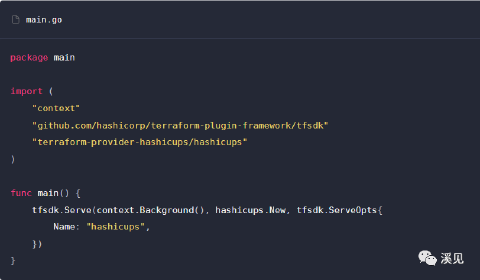 main.go
package main
import (
"context"
"github.com/hashicorp/terraform-plugin-framework/tfsdk"
"terraform-provider-hashicups/hashicups"
)
func main() {
tfsdk.Serve(context.Background(), hashicups.New, tfsdk.ServeOpts{
Name: "hashicups",
})
}
溪见